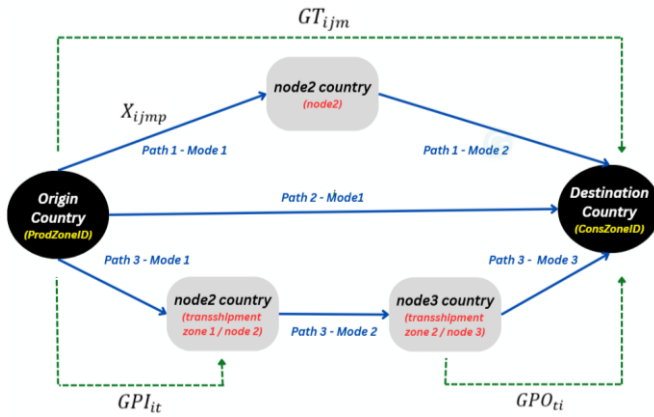 GT_ijm
node2 country
(node2)
X_ijmp
Path 1 - Mode 1
Path 1 - Mode 2
Origin
Country
(ProdZoneID)
Path 2 - Mode1
Destination
Country
(ConsZoneID)
Path 3 - Mode 1
Path 3 - Mode 3
node2 country
(transshipment
zone 1 / node 2)
Path 3 - Mode 2
node3 country
(transshipment
zone 2 / node 3)
GPI_it
GPO_ti